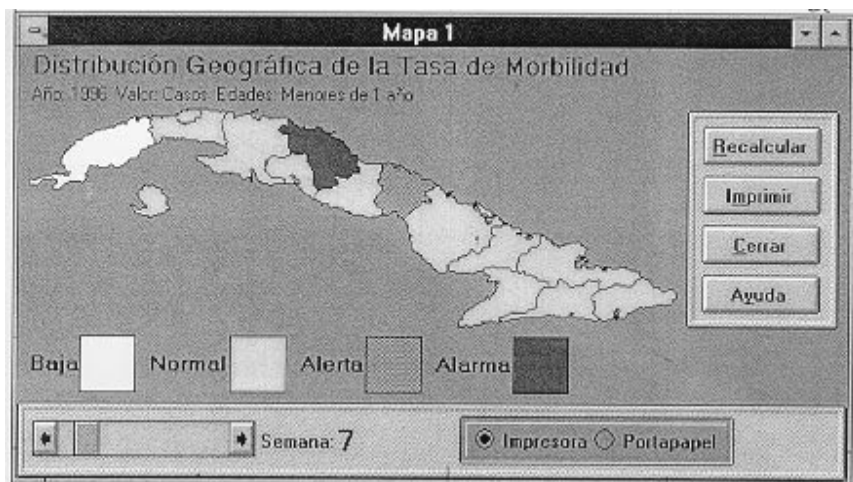 Mapa 1
Distribución Geográfica de la Tasa de Morbilidad
Año: 1996 Valor: Casos Edades: Menores de 1 año
Recalcular
Imprimir
Cerrar
Ayuda
Baja Normal Alerta Alarma
Semana: 7 Impresora Portapapel